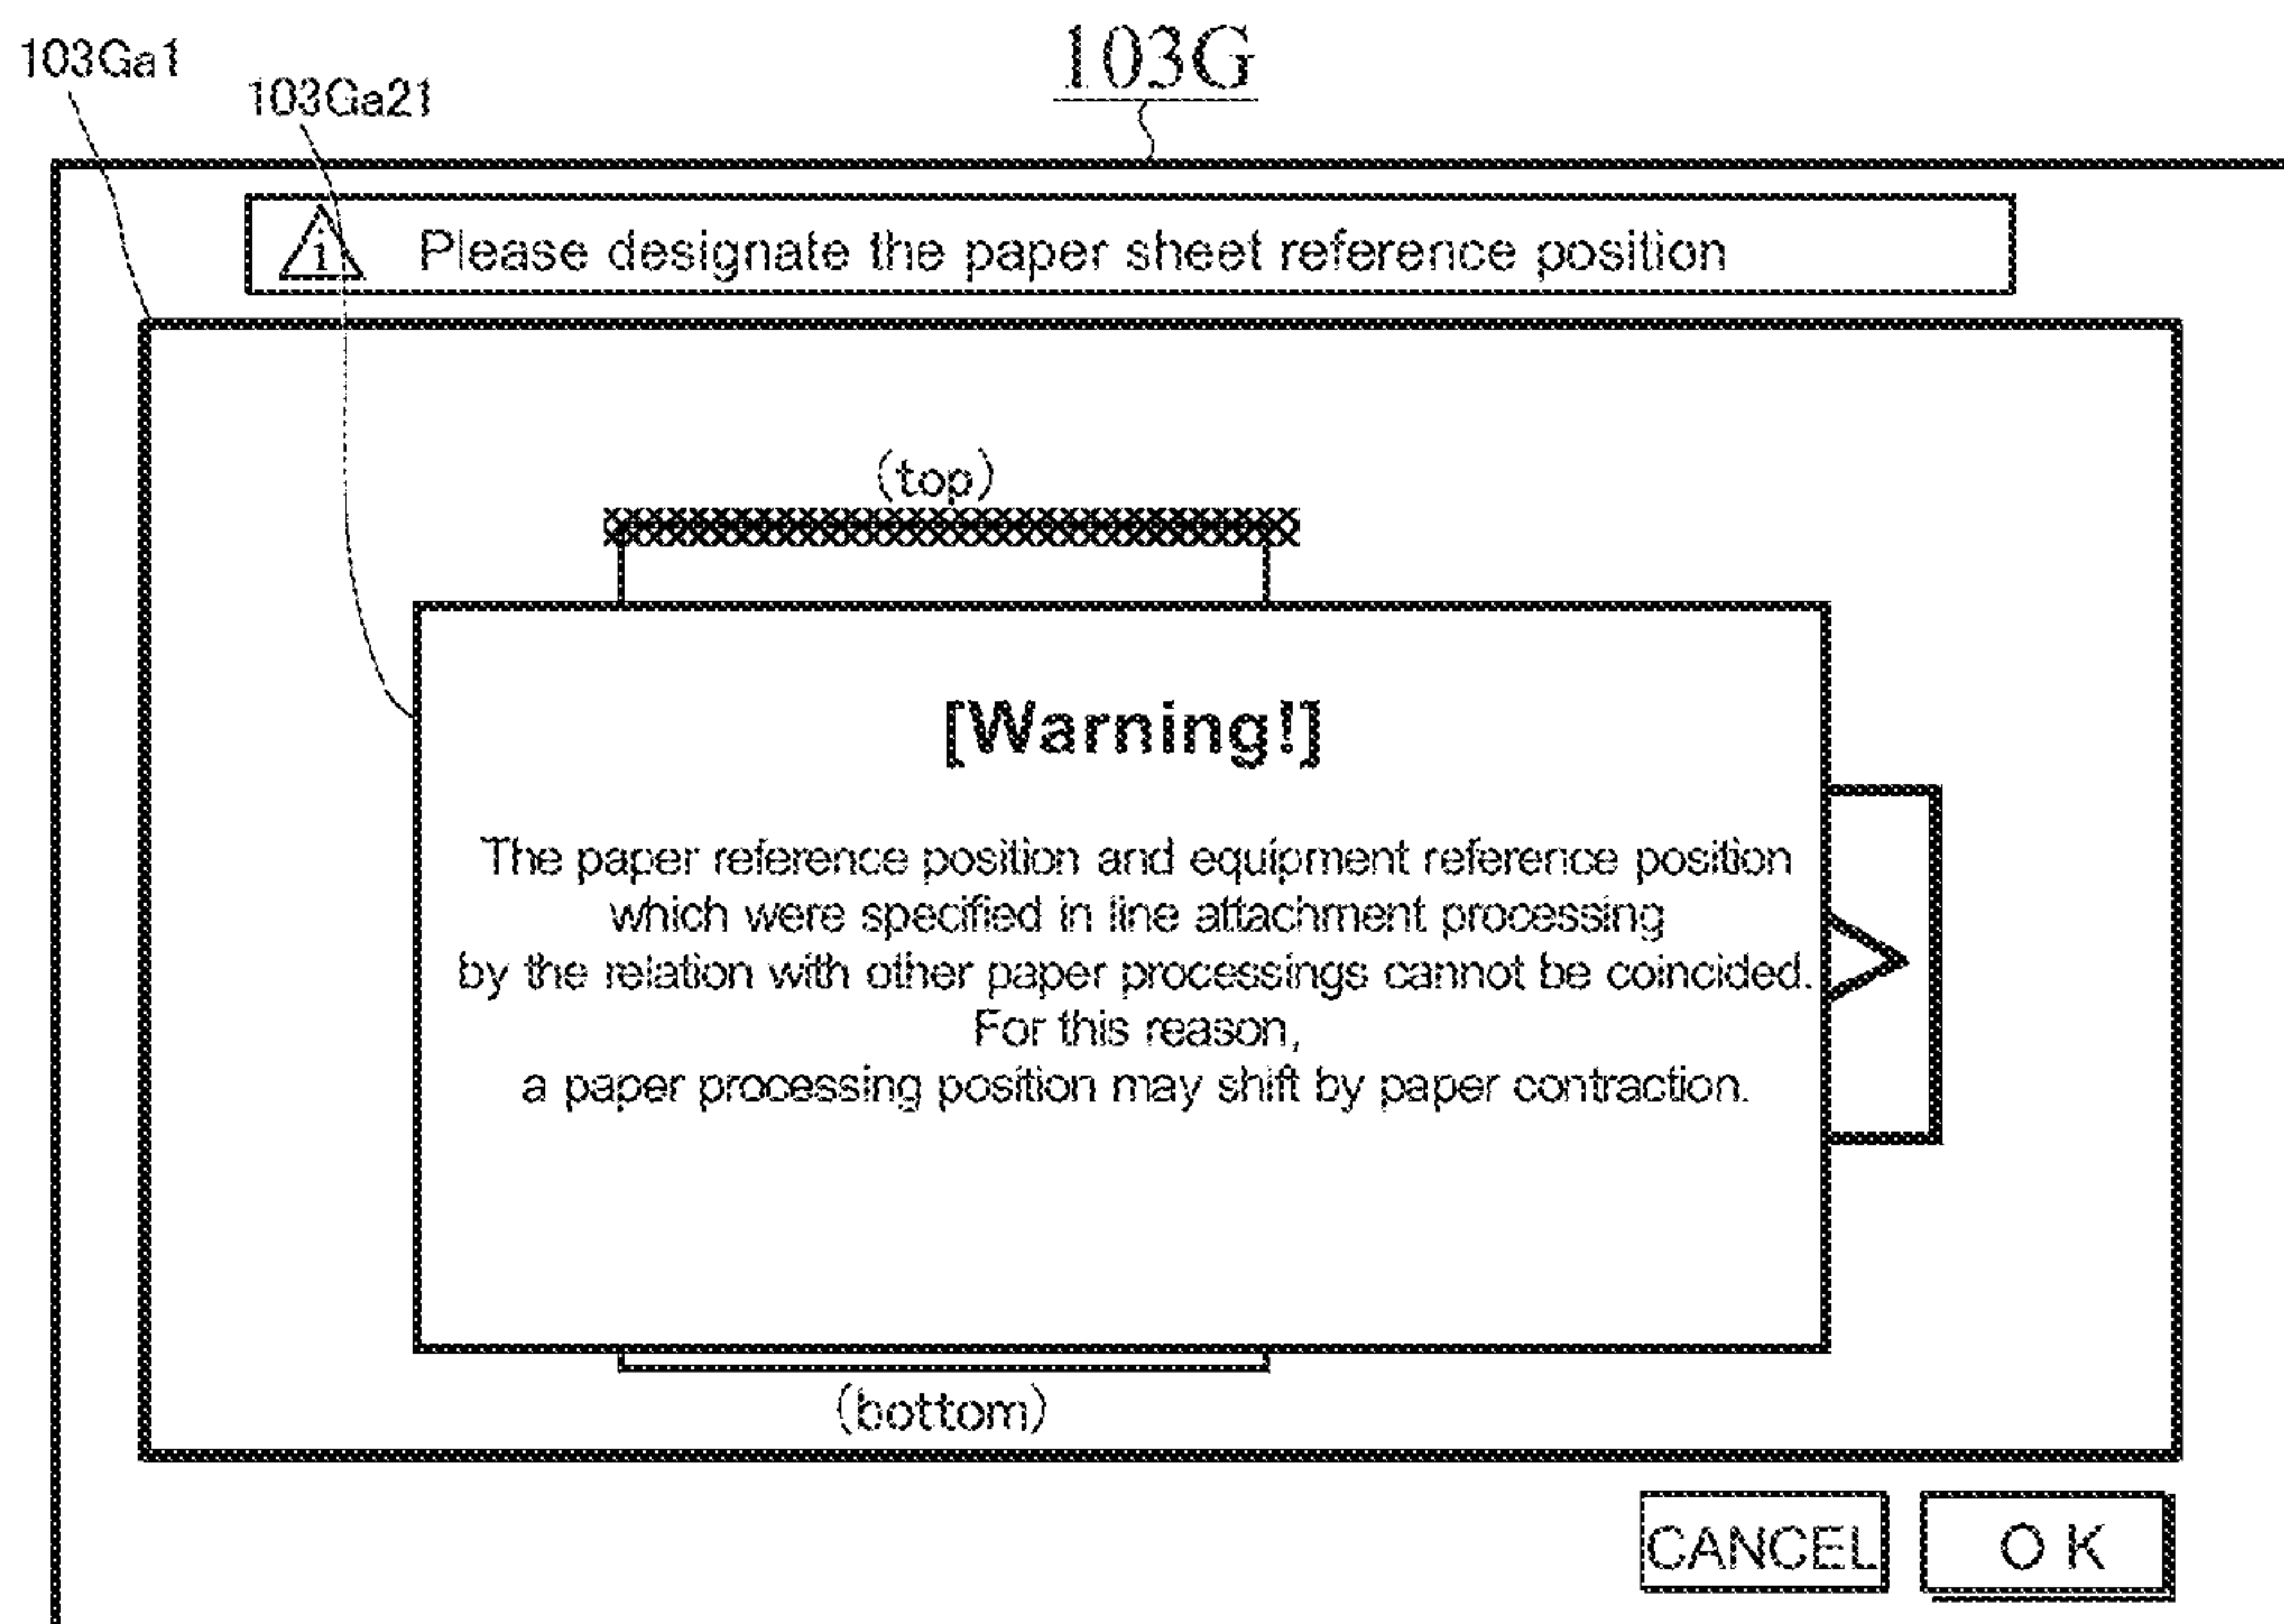 103G
103Ga1
103Ga21
i Please designate the paper sheet reference position
(top)
[Warning!]
The paper reference position and equipment reference position
which were specified in line attachment processing
by the relation with other paper processings cannot be coincided.
For this reason,
a paper processing position may shift by paper contraction.
(bottom)
CANCEL OK